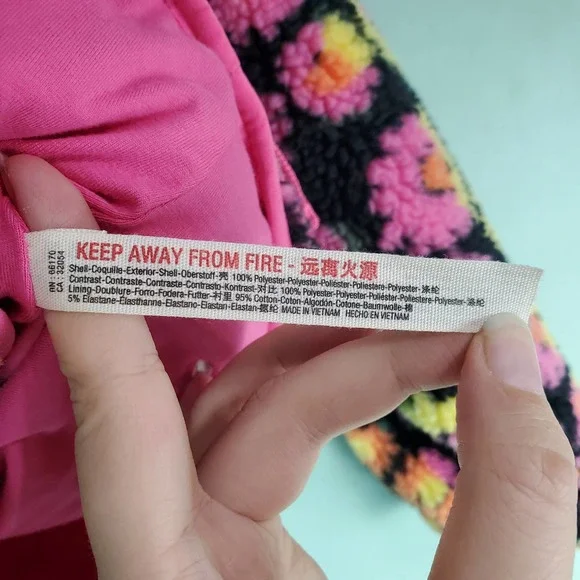 KEEP AWAY FROM FIRE - 远离火源
Shell-Coquille-Exterior-Shell-Oberstoff-壳 100% Polyester-Polyester-Poliéster-Poliestere-Polyester-涤纶
Contrast-Contraste-Contraste-Contrasto-Kontrast-对比 100% Polyester-Polyester-Poliéster-Poliestere-Polyester-涤纶
Lining-Doublure-Forro-Fodera-Futter-衬里 95% Cotton-Coton-Algodón-Cotone-Baumwolle-棉
5% Elastane-Élasthanne-Elastano-Elastan-Elastan-氨纶 MADE IN VIETNAM HECHO EN VIETNAM
RN : 66170
CA : 32054